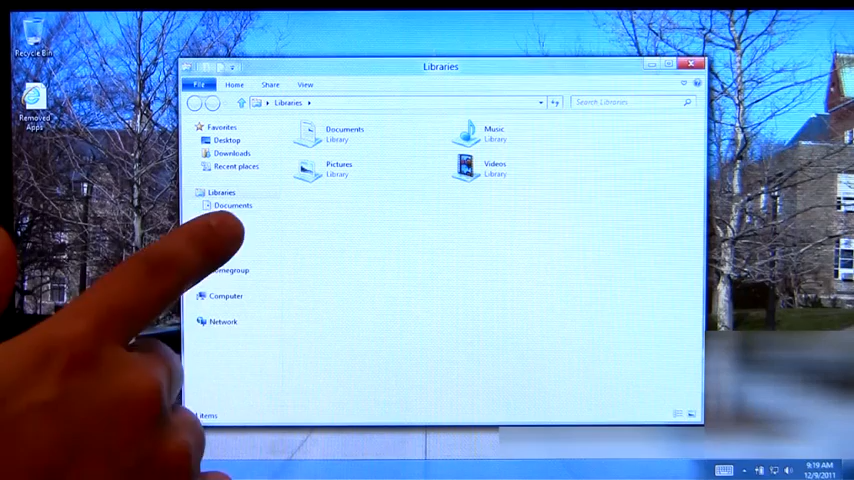 Recycle Bin
Removed
Apps
Libraries
File Home Share View
Libraries
Search Libraries
Favorites
Desktop
Downloads
Recent places
Libraries
Documents
omegroup
Computer
Network
Documents
Library
Music
Library
Pictures
Library
Videos
Library
items
9:19 AM
12/9/2011